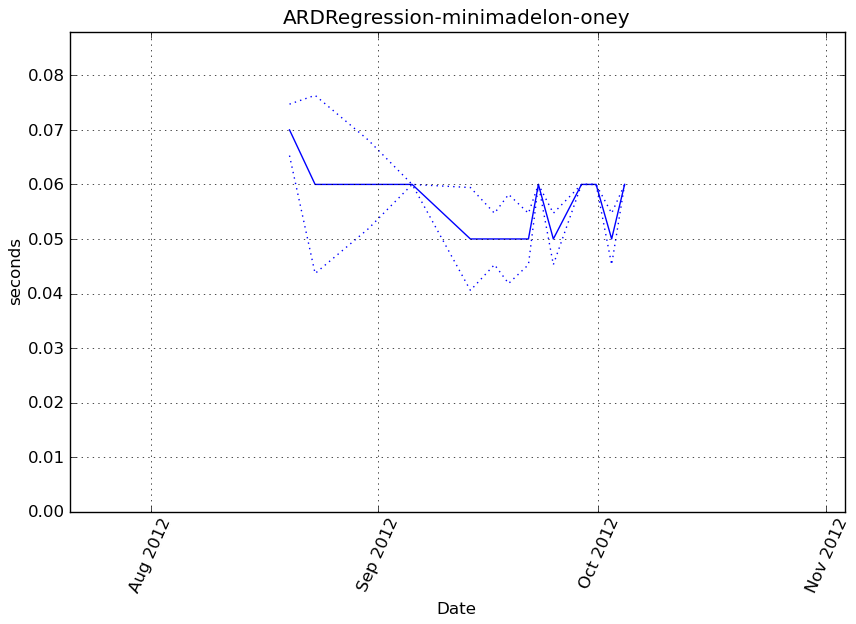 ARDRegression-minimadelon-oney
0.08
0.07
0.06
0.05
0.04
0.03
0.02
0.01
0.00
seconds
Aug 2012
Sep 2012
Oct 2012
Nov 2012
Date